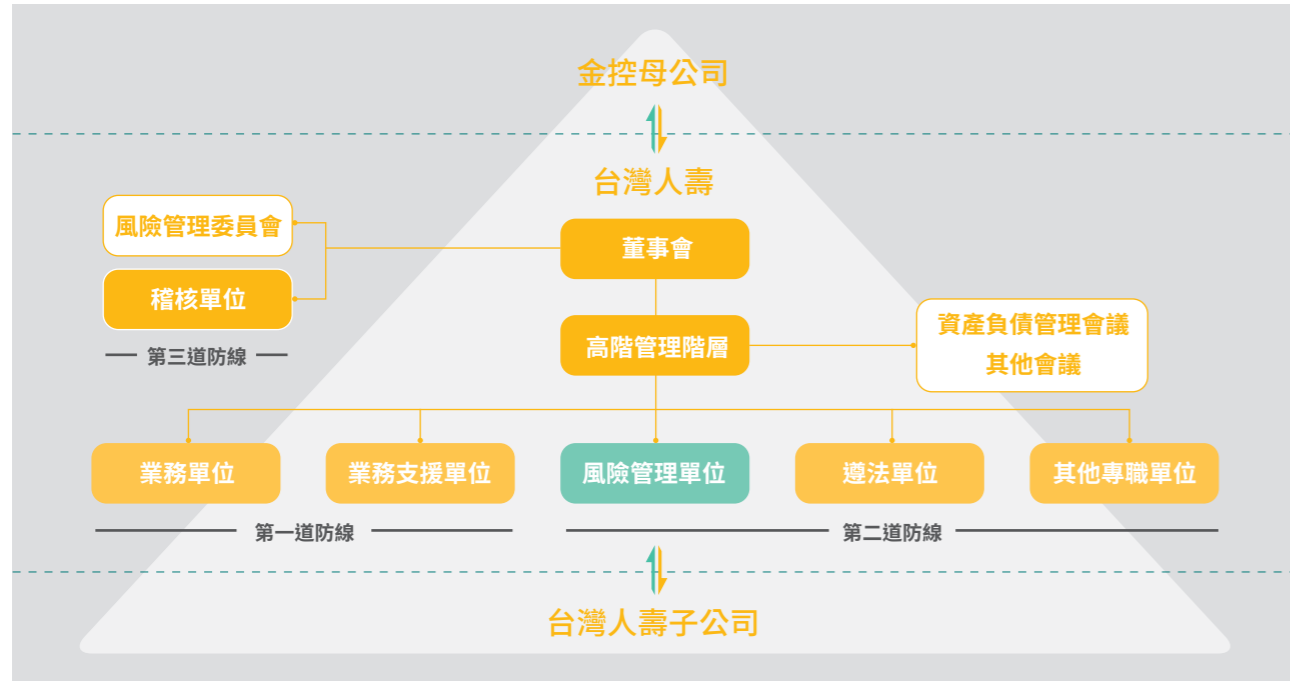 金控母公司
台灣人壽
風險管理委員會
董事會
稽核單位
資產負債管理會議
其他會議
高階管理階層
第三道防線
業務單位
業務支援單位
風險管理單位
遵法單位
其他專職單位
第一道防線
第二道防線
台灣人壽子公司